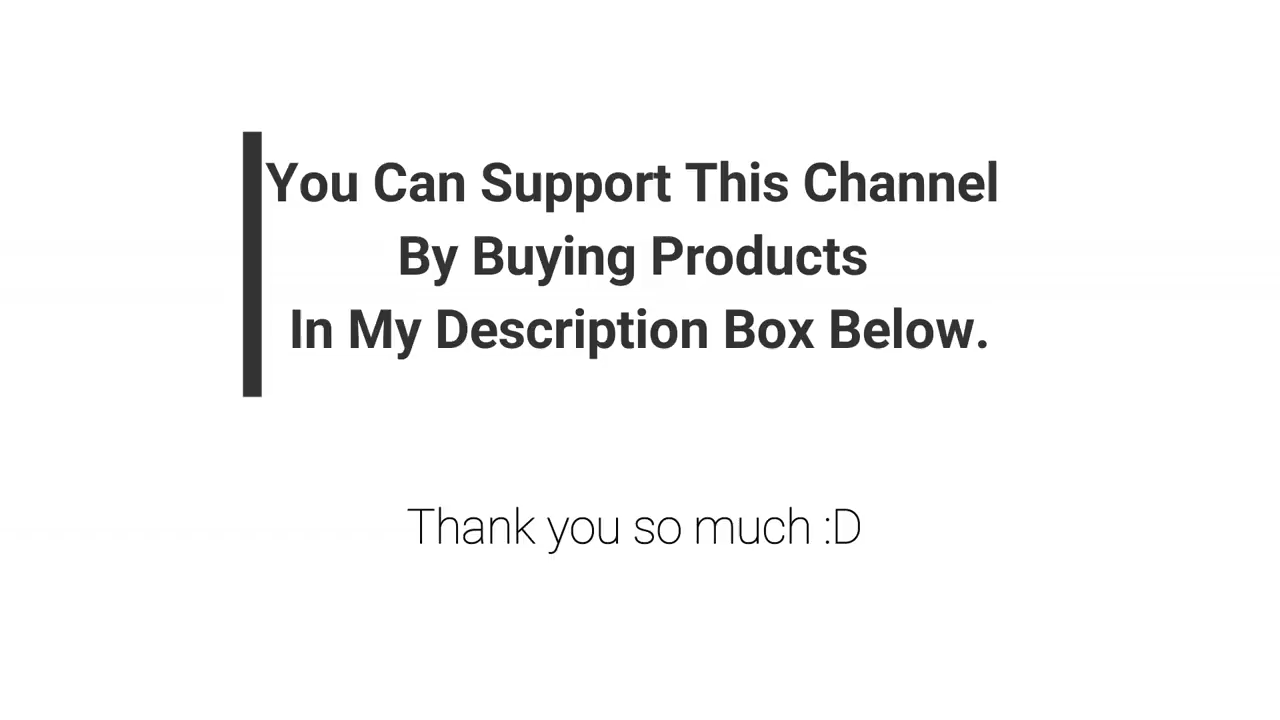 You Can Support This Channel
By Buying Products
In My Description Box Below.
Thank you so much :D